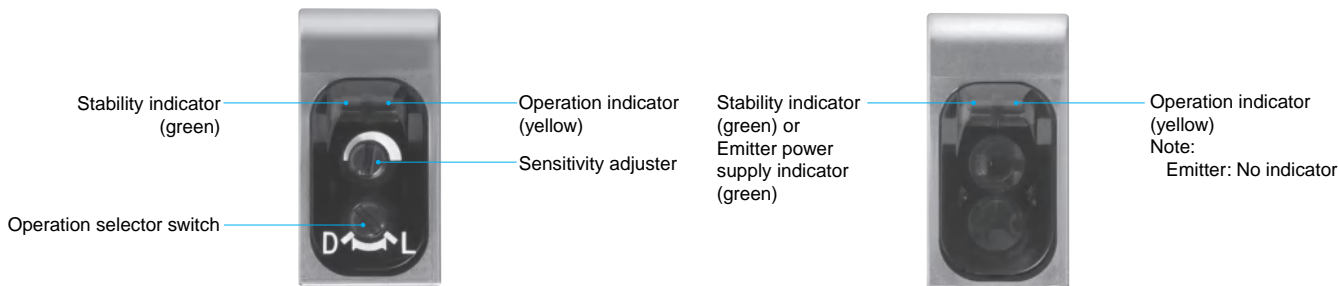 Stability indicator
(green)
Operation indicator
(yellow)
Sensitivity adjuster
Operation selector switch
D L
Stability indicator
(green) or
Emitter power
supply indicator
(green)
Operation indicator
(yellow)
Note:
Emitter: No indicator